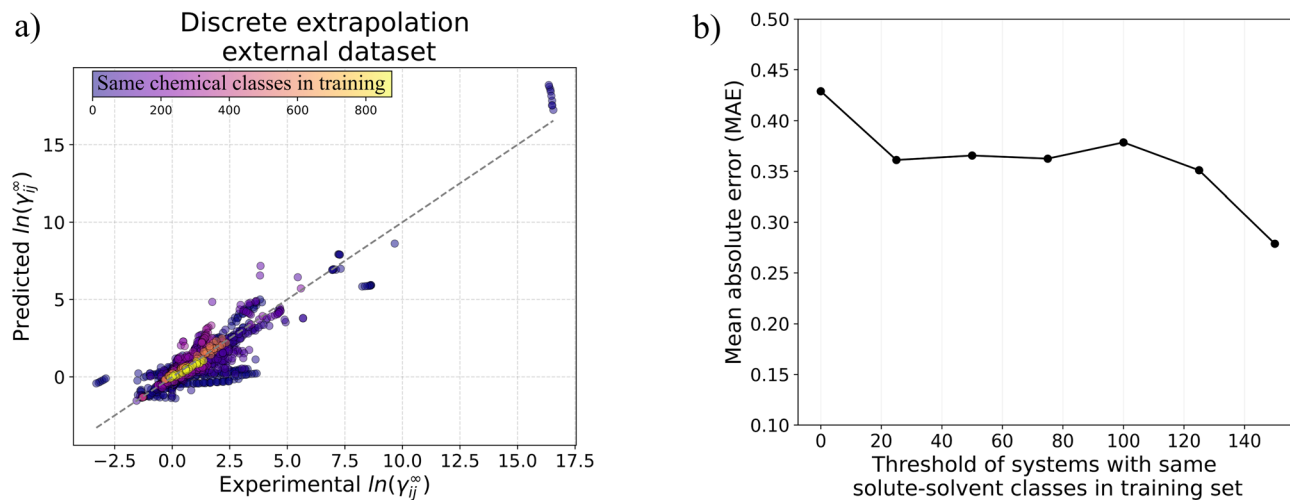 a)
Discrete extrapolation
external dataset
Same chemical classes in training
0 200 400 600 800
15
10
5
0
Predicted ln(γ∞ij)
−2.5 0.0 2.5 5.0 7.5 10.0 12.5 15.0 17.5
Experimental ln(γ∞ij)
b)
0.50
0.45
0.40
0.35
0.30
0.25
0.20
0.15
0.10
Mean absolute error (MAE)
0 20 40 60 80 100 120 140
Threshold of systems with same
solute-solvent classes in training set